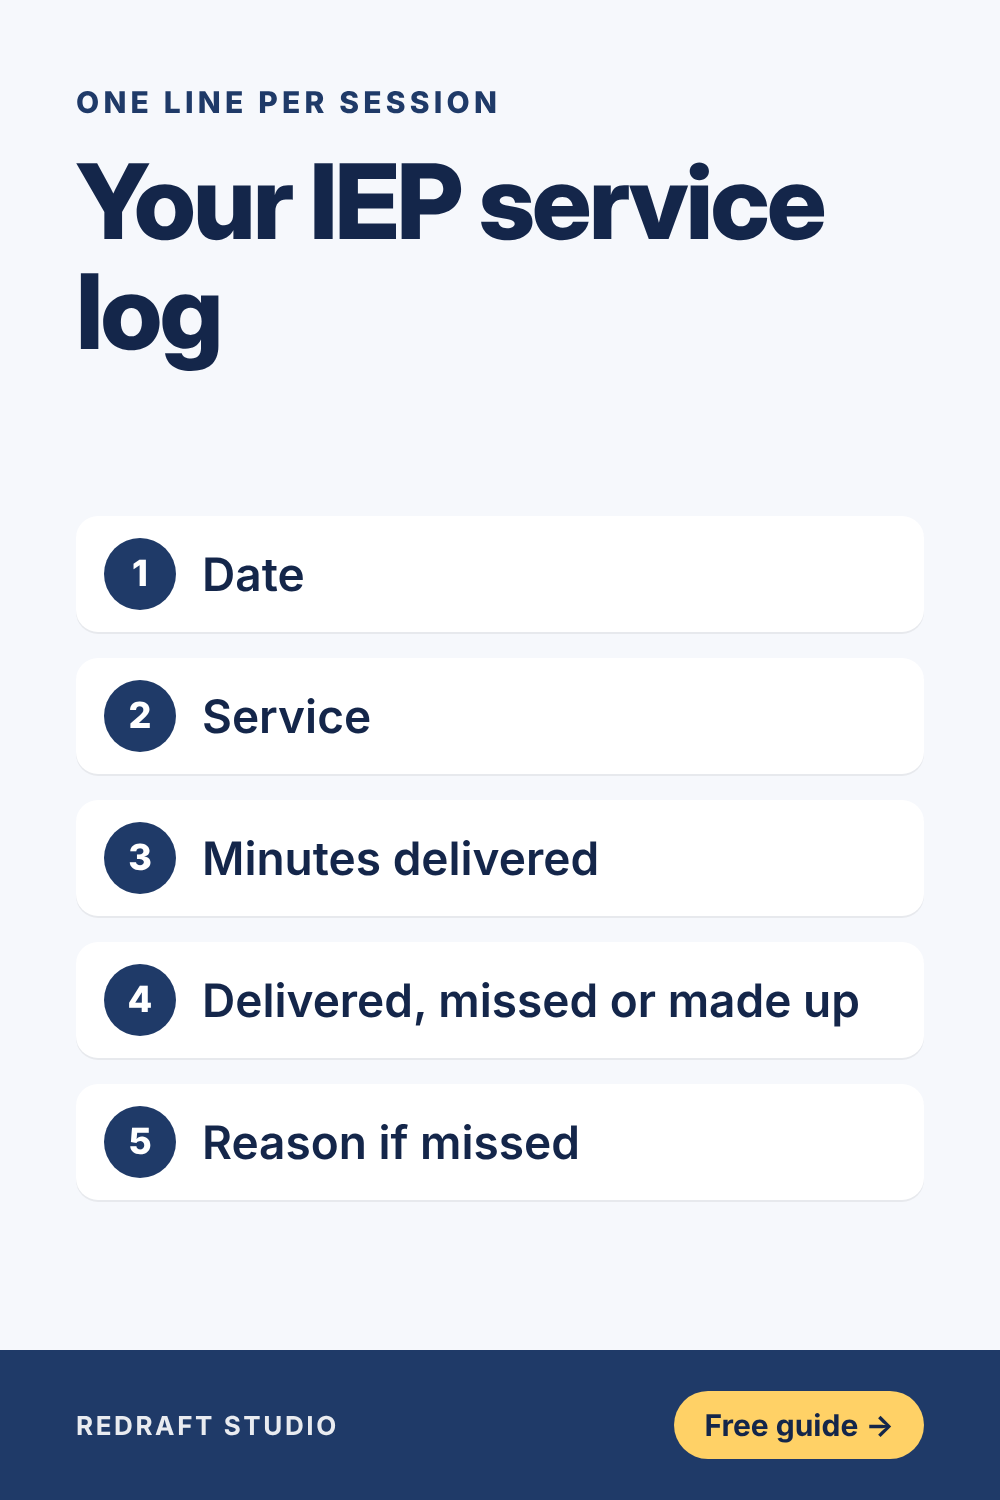 ONE LINE PER SESSION
Your IEP service
log
1 Date
2 Service
3 Minutes delivered
4 Delivered, missed or made up
5 Reason if missed
REDRAFT STUDIO
Free guide →